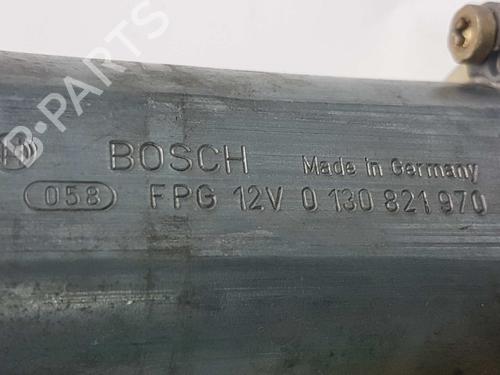 BOSCH Made in Germany
058 FPG 12V 0 130 821 970
B-PARTS